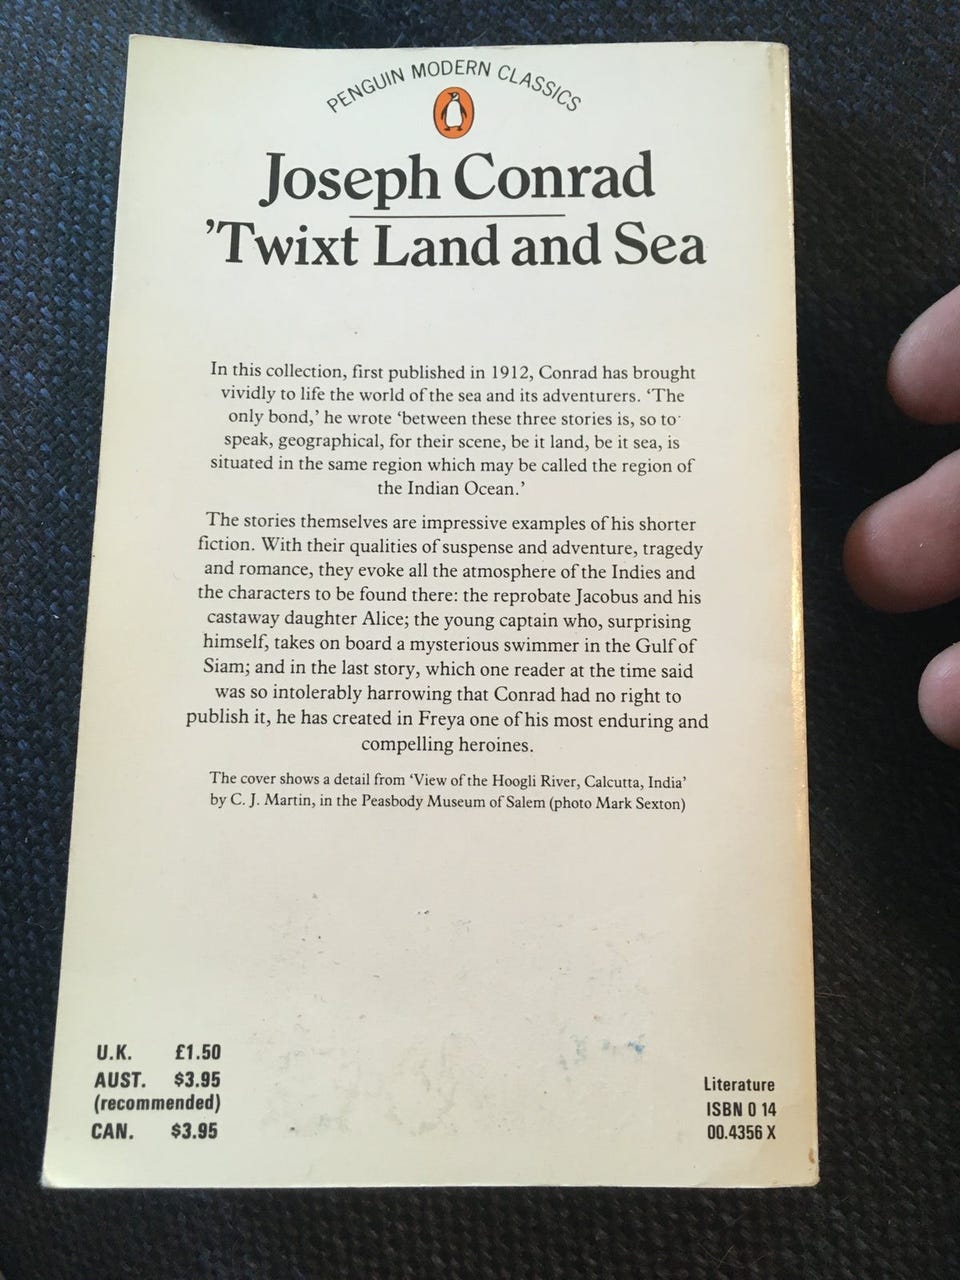 PENGUIN MODERN CLASSICS
Joseph Conrad
’Twixt Land and Sea
In this collection, first published in 1912, Conrad has brought
vividly to life the world of the sea and its adventurers. ‘The
only bond,’ he wrote ‘between these three stories is, so to
speak, geographical, for their scene, be it land, be it sea, is
situated in the same region which may be called the region of
the Indian Ocean.’
The stories themselves are impressive examples of his shorter
fiction. With their qualities of suspense and adventure, tragedy
and romance, they evoke all the atmosphere of the Indies and
the characters to be found there: the reprobate Jacobus and his
castaway daughter Alice; the young captain who, surprising
himself, takes on board a mysterious swimmer in the Gulf of
Siam; and in the last story, which one reader at the time said
was so intolerably harrowing that Conrad had no right to
publish it, he has created in Freya one of his most enduring and
compelling heroines.
The cover shows a detail from ‘View of the Hoogli River, Calcutta, India’
by C. J. Martin, in the Peasbody Museum of Salem (photo Mark Sexton)
U.K. £1.50
AUST. $3.95
(recommended)
CAN. $3.95
Literature
ISBN 0 14
00.4356 X